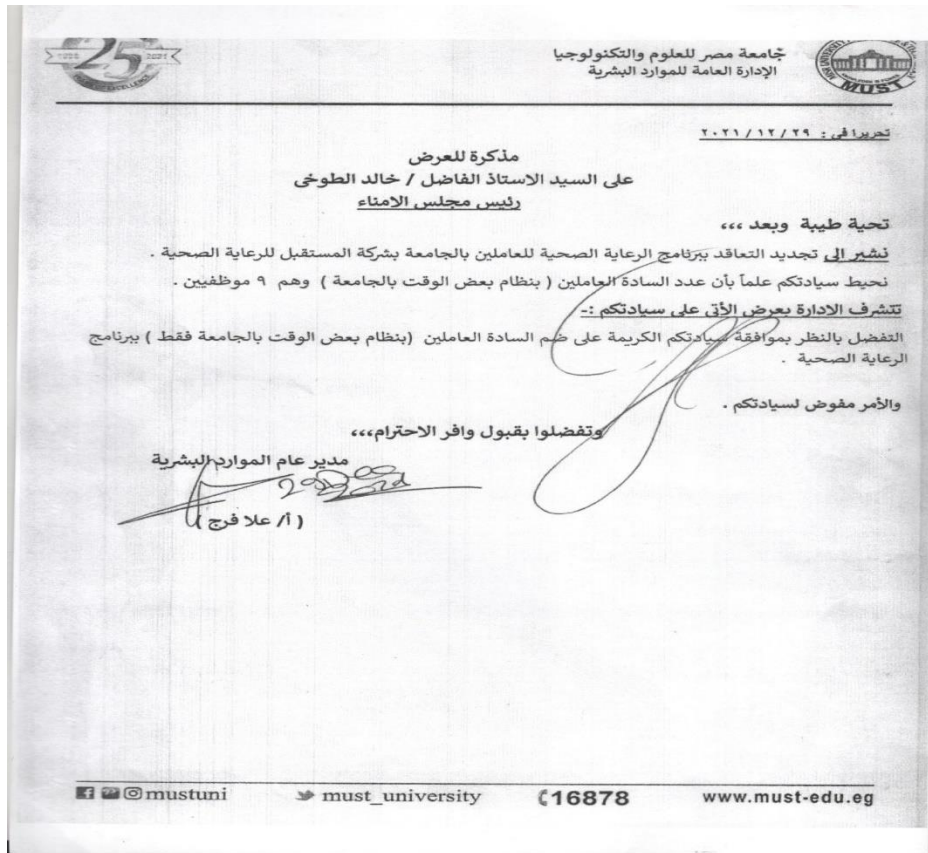 جامعة مصر للعلوم والتكنولوجيا
الإدارة العامة للموارد البشرية
25
EXCELLENCE
MUST
تحريرا في : ٢٠٢١ / ١٢ / ٢٩
مذكرة للعرض
على السيد الاستاذ الفاضل / خالد الطوخى
رئيس مجلس الامناء
تحية طيبة وبعد ،،،
نشير الى تجديد التعاقد ببرنامج الرعاية الصحية للعاملين بالجامعة بشركة المستقبل للرعاية الصحية .
نحيط سيادتكم علماً بأن عدد السادة العاملين ( بنظام بعض الوقت بالجامعة ) وهم ٩ موظفيين .
تتشرف الادارة بعرض الأتى على سيادتكم :-
التفضل بالنظر بموافقة سيادتكم الكريمة على ضم السادة العاملين (بنظام بعض الوقت بالجامعة فقط ) ببرنامج
الرعاية الصحية .
والأمر مفوض لسيادتكم .
وتفضلوا بقبول وافر الاحترام،،،
مدير عام الموارد البشرية
( أ/ علا فرج )
mustuni must_university 16878 www.must-edu.eg